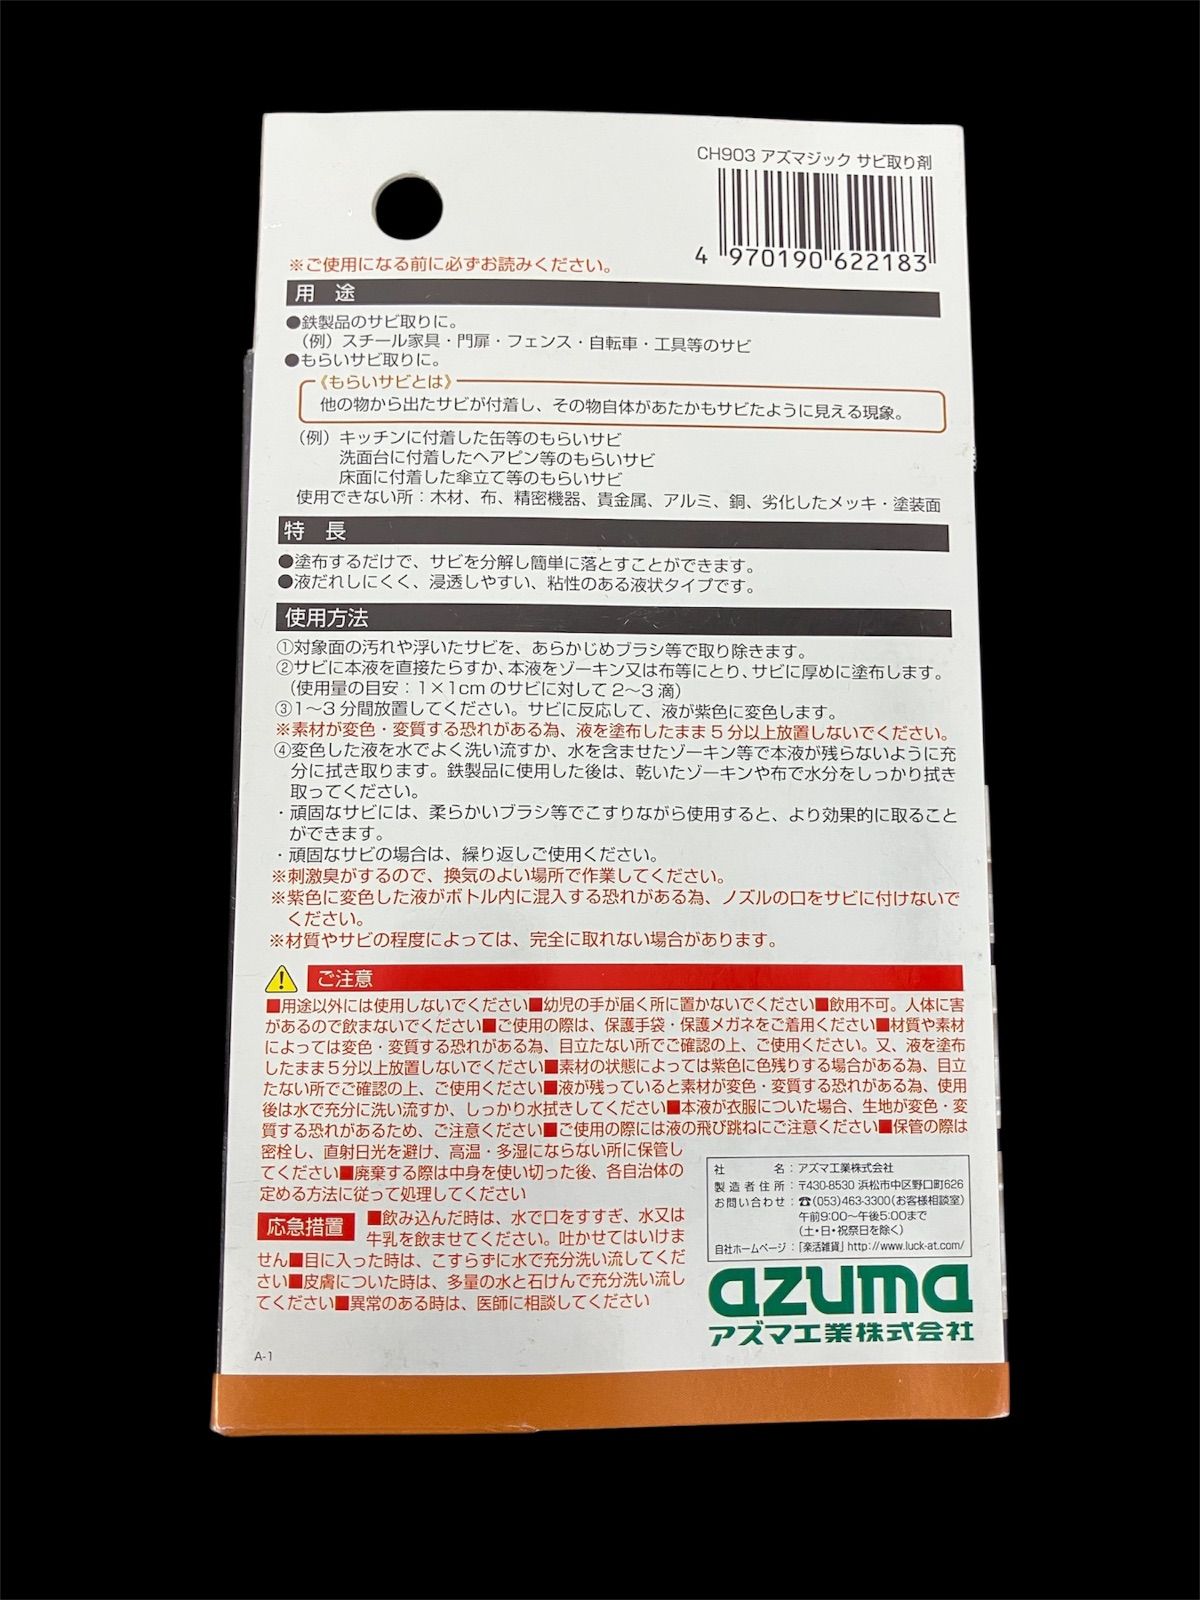 CH903 アズマジック サビ取り剤
4 970190 622183
※ご使用になる前に必ずお読みください。
用 途
●鉄製品のサビ取りに。
（例）スチール家具・門扉・フェンス・自転車・工具等のサビ
●もらいサビ取りに。
《もらいサビとは》
他の物から出たサビが付着し、その物自体があたかもサビたように見える現象。
（例）キッチンに付着した缶等のもらいサビ
洗面台に付着したヘアピン等のもらいサビ
床面に付着した傘立て等のもらいサビ
使用できない所：木材、布、精密機器、貴金属、アルミ、銅、劣化したメッキ・塗装面
特 長
●塗布するだけで、サビを分解し簡単に落とすことができます。
●液だれしにくく、浸透しやすい、粘性のある液状タイプです。
使用方法
①対象面の汚れや浮いたサビを、あらかじめブラシ等で取り除きます。
②サビに本液を直接たらすか、本液をゾーキン又は布等にとり、サビに厚めに塗布します。
（使用量の目安：1×1cmのサビに対して2〜3滴）
③1〜3分間放置してください。サビに反応して、液が紫色に変色します。
※素材が変色・変質する恐れがある為、液を塗布したまま5分以上放置しないでください。
④変色した液を水でよく洗い流すか、水を含ませたゾーキン等で本液が残らないように充
分に拭き取ります。鉄製品に使用した後は、乾いたゾーキンや布で水分をしっかり拭き
取ってください。
・頑固なサビには、柔らかいブラシ等でこすりながら使用すると、より効果的に取ること
ができます。
・頑固なサビの場合は、繰り返しご使用ください。
※刺激臭がするので、換気のよい場所で作業してください。
※紫色に変色した液がボトル内に混入する恐れがある為、ノズルの口をサビに付けないで
ください。
※材質やサビの程度によっては、完全に取れない場合があります。
ご注意
■用途以外には使用しないでください■幼児の手が届く所に置かないでください■飲用不可。人体に害
があるので飲まないでください■ご使用の際は、保護手袋・保護メガネをご着用ください■材質や素材
によっては変色・変質する恐れがある為、目立たない所でご確認の上、ご使用ください。又、液を塗布
したまま5分以上放置しないでください■素材の状態によっては紫色に色残りする場合がある為、目立
たない所でご確認の上、ご使用ください■液が残っていると素材が変色・変質する恐れがある為、使用
後は水で充分に洗い流すか、しっかり水拭きしてください■本液が衣服についた場合、生地が変色・変
質する恐れがあるため、ご注意ください■ご使用の際には液の飛び跳ねにご注意ください■保管の際は
密栓し、直射日光を避け、高温・多湿にならない所に保管し
てください■廃棄する際は中身を使い切った後、各自治体の
定める方法に従って処理してください
応急措置 ■飲み込んだ時は、水で口をすすぎ、水又は
牛乳を飲ませてください。吐かせてはいけま
せん■目に入った時は、こすらずに水で充分洗い流してくだ
さい■皮膚についた時は、多量の水と石けんで充分洗い流し
てください■異常のある時は、医師に相談してください
社 名：アズマ工業株式会社
製造者住所：〒430-8530 浜松市中区野口町626
お問い合わせ：☎(053)463-3300(お客様相談室)
午前9:00〜午後5:00まで
(土・日・祝祭日を除く)
自社ホームページ：「楽活雑貨」http://www.luck-at.com/
azuma
アズマ工業株式会社
A-1